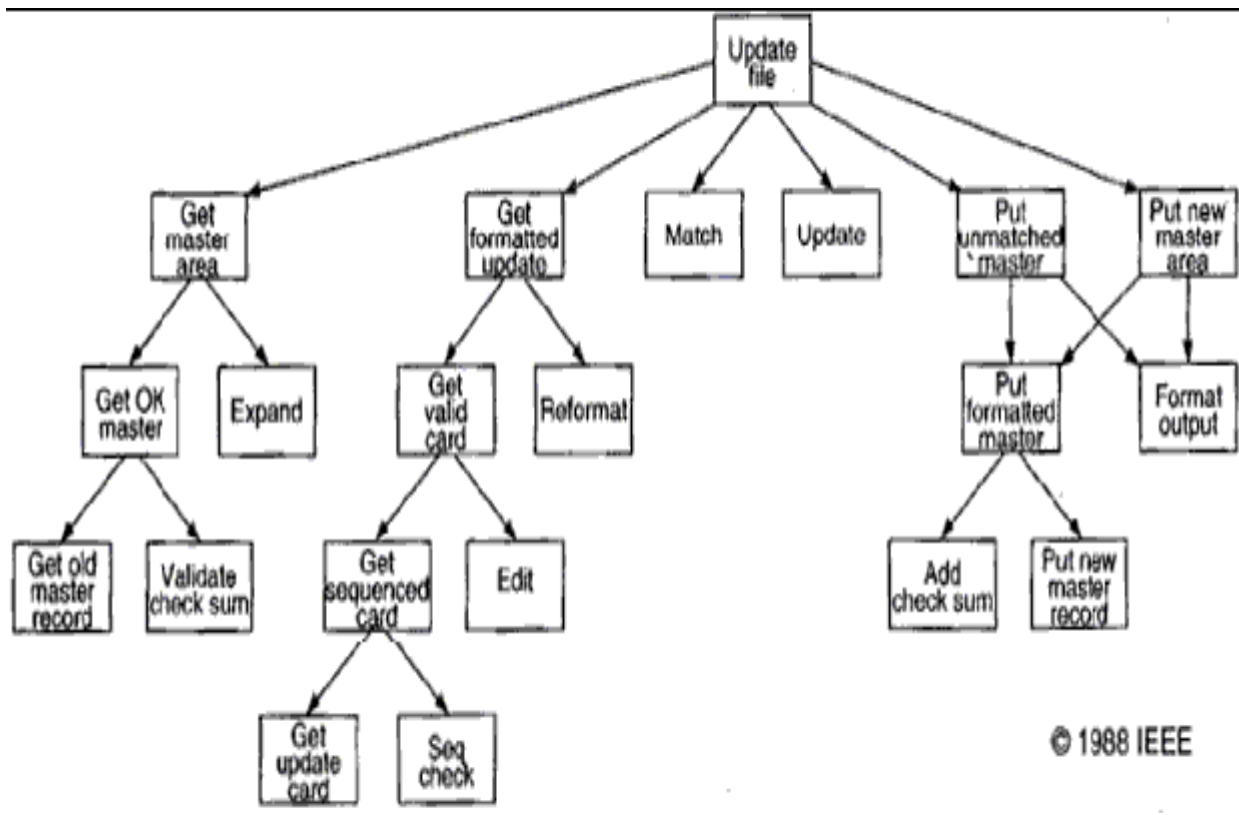 Update
file
Get
master
area
Get
formatted
update
Match
Update
Put
unmatched
master
Put new
master
area
Get OK
master
Expand
Get
valid
card
Reformat
Put
formatted
master
Format
output
Get old
master
record
Validate
check sum
Get
sequenced
card
Edit
Add
check sum
Put new
master
record
Get
update
card
Seq
check
© 1988 IEEE